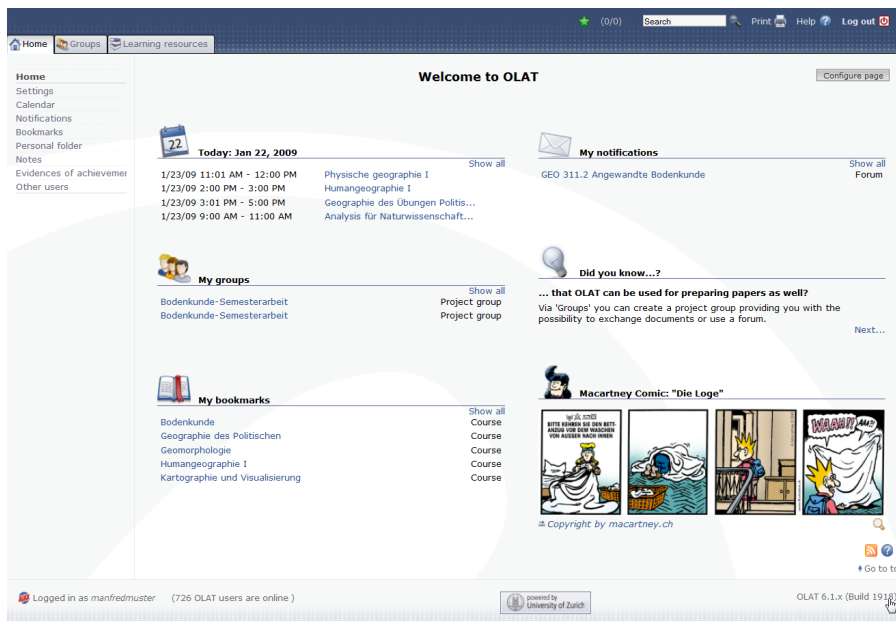 (0/0) Search Print Help Log out
Home Groups Learning resources
Home
Settings
Calendar
Notifications
Bookmarks
Personal folder
Notes
Evidences of achievemen
Other users
Welcome to OLAT
Configure page
22
Today: Jan 22, 2009
Show all
1/23/09 11:01 AM - 12:00 PM Physische geographie I
1/23/09 2:00 PM - 3:00 PM Humangeographie I
1/23/09 3:01 PM - 5:00 PM Geographie des Übungen Politis...
1/23/09 9:00 AM - 11:00 AM Analysis für Naturwissenschaft...
My notifications
Show all
GEO 311.2 Angewandte Bodenkunde Forum
My groups
Show all
Bodenkunde-Semesterarbeit Project group
Bodenkunde-Semesterarbeit Project group
Did you know...?
... that OLAT can be used for preparing papers as well?
Via 'Groups' you can create a project group providing you with the
possibility to exchange documents or use a forum.
Next...
My bookmarks
Show all
Bodenkunde Course
Geographie des Politischen Course
Geomorphologie Course
Humangeographie I Course
Kartographie und Visualisierung Course
Macartney Comic: "Die Loge"
BITTE KEHREN SIE DEN BETT-
ANZUG VOR DEM WASCHEN
VON AUSSEN NACH INNEN
WAAHH!! AAA!!
Copyright by macartney.ch
Go to to
Logged in as manfredmuster (726 OLAT users are online )
powered by
University of Zurich
OLAT 6.1.x (Build 1918)